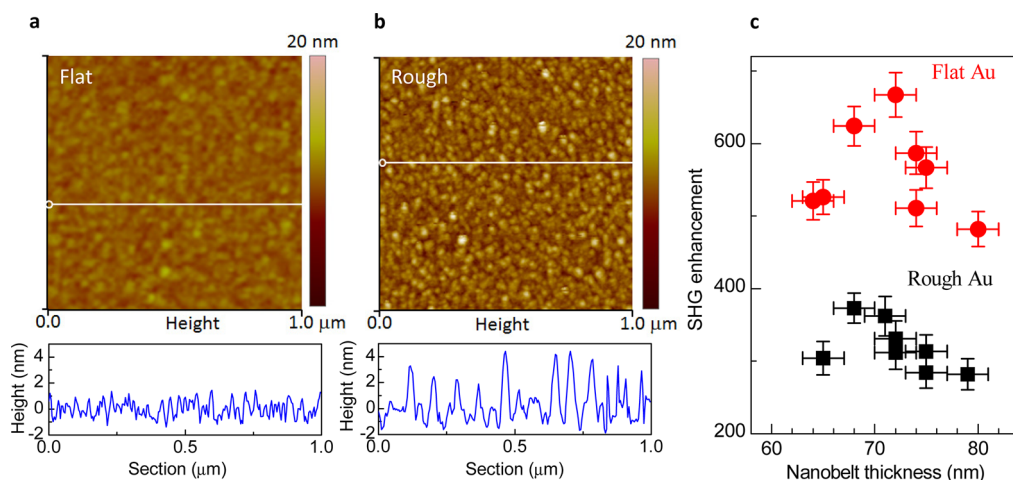 a
20 nm
Flat
0.0
Height
1.0 μm
Height (nm)
4
2
0
-2
0.0
0.5
1.0
Section (μm)
b
20 nm
Rough
0.0
Height
1.0 μm
Height (nm)
4
2
0
-2
0.0
0.5
1.0
Section (μm)
c
Flat Au
Rough Au
SHG enhancement
600
400
200
60
70
80
Nanobelt thickness (nm)